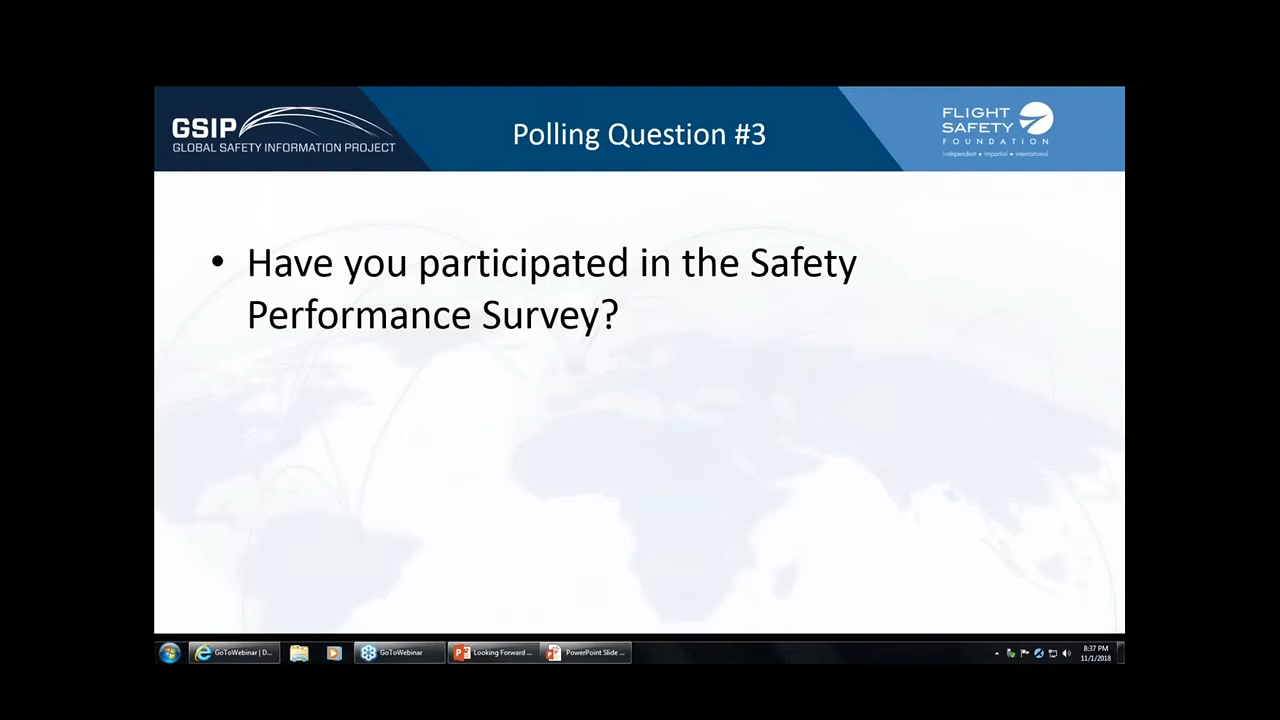 GSIP
GLOBAL SAFETY INFORMATION PROJECT
Polling Question #3
FLIGHT
SAFETY
FOUNDATION
independent • impartial • international
• Have you participated in the Safety
Performance Survey?
GoToWebinar | D...
GoToWebinar
Looking Forward ...
PowerPoint Slide ...
8:37 PM
11/1/2018